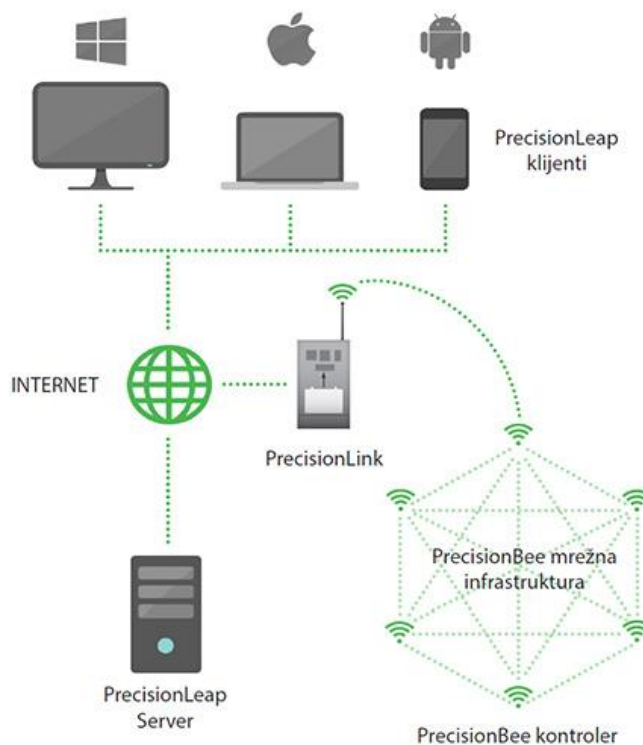 PrecisionLeap
klijenti
INTERNET
PrecisionLink
PrecisionBee mrežna
infrastruktura
PrecisionLeap
Server
PrecisionBee kontroler